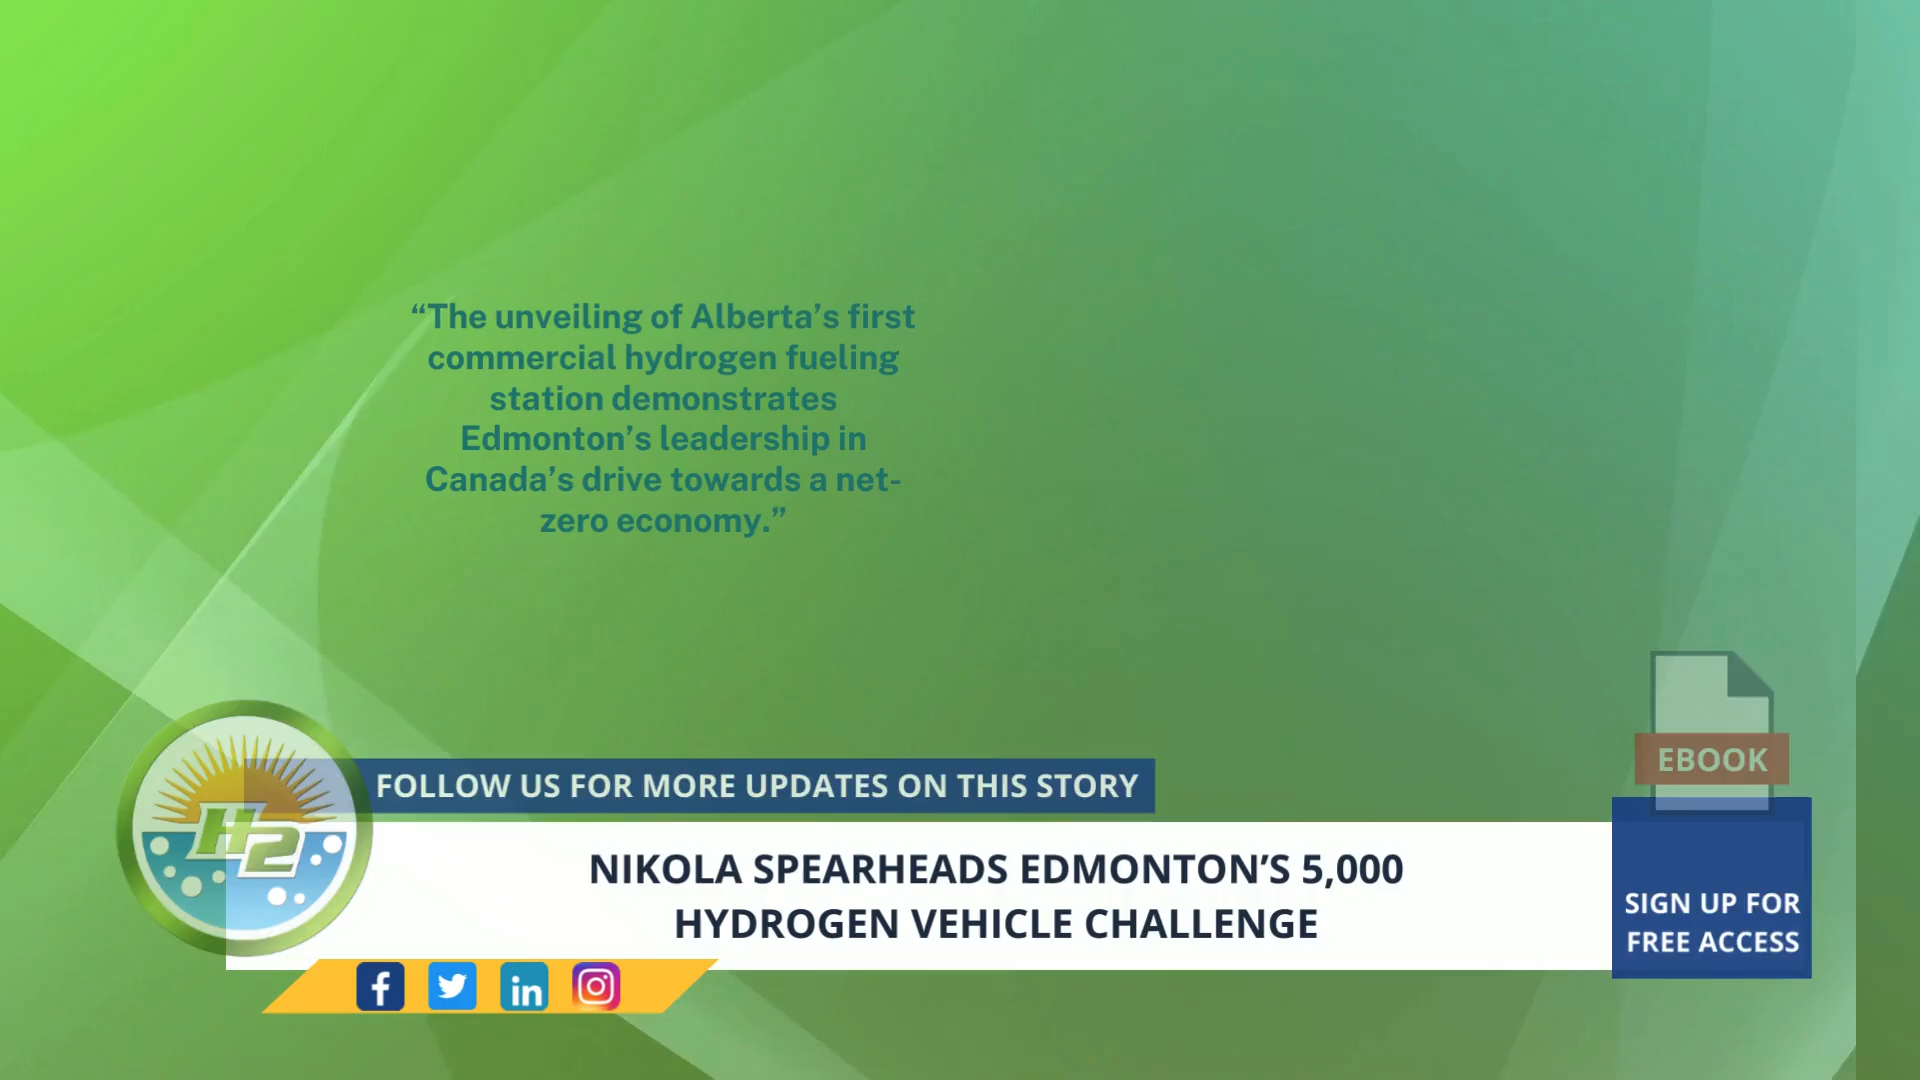 “The unveiling of Alberta’s first
commercial hydrogen fueling
station demonstrates
Edmonton’s leadership in
Canada’s drive towards a net-
zero economy.”
EBOOK
FOLLOW US FOR MORE UPDATES ON THIS STORY
H2
NIKOLA SPEARHEADS EDMONTON’S 5,000
HYDROGEN VEHICLE CHALLENGE
SIGN UP FOR
FREE ACCESS